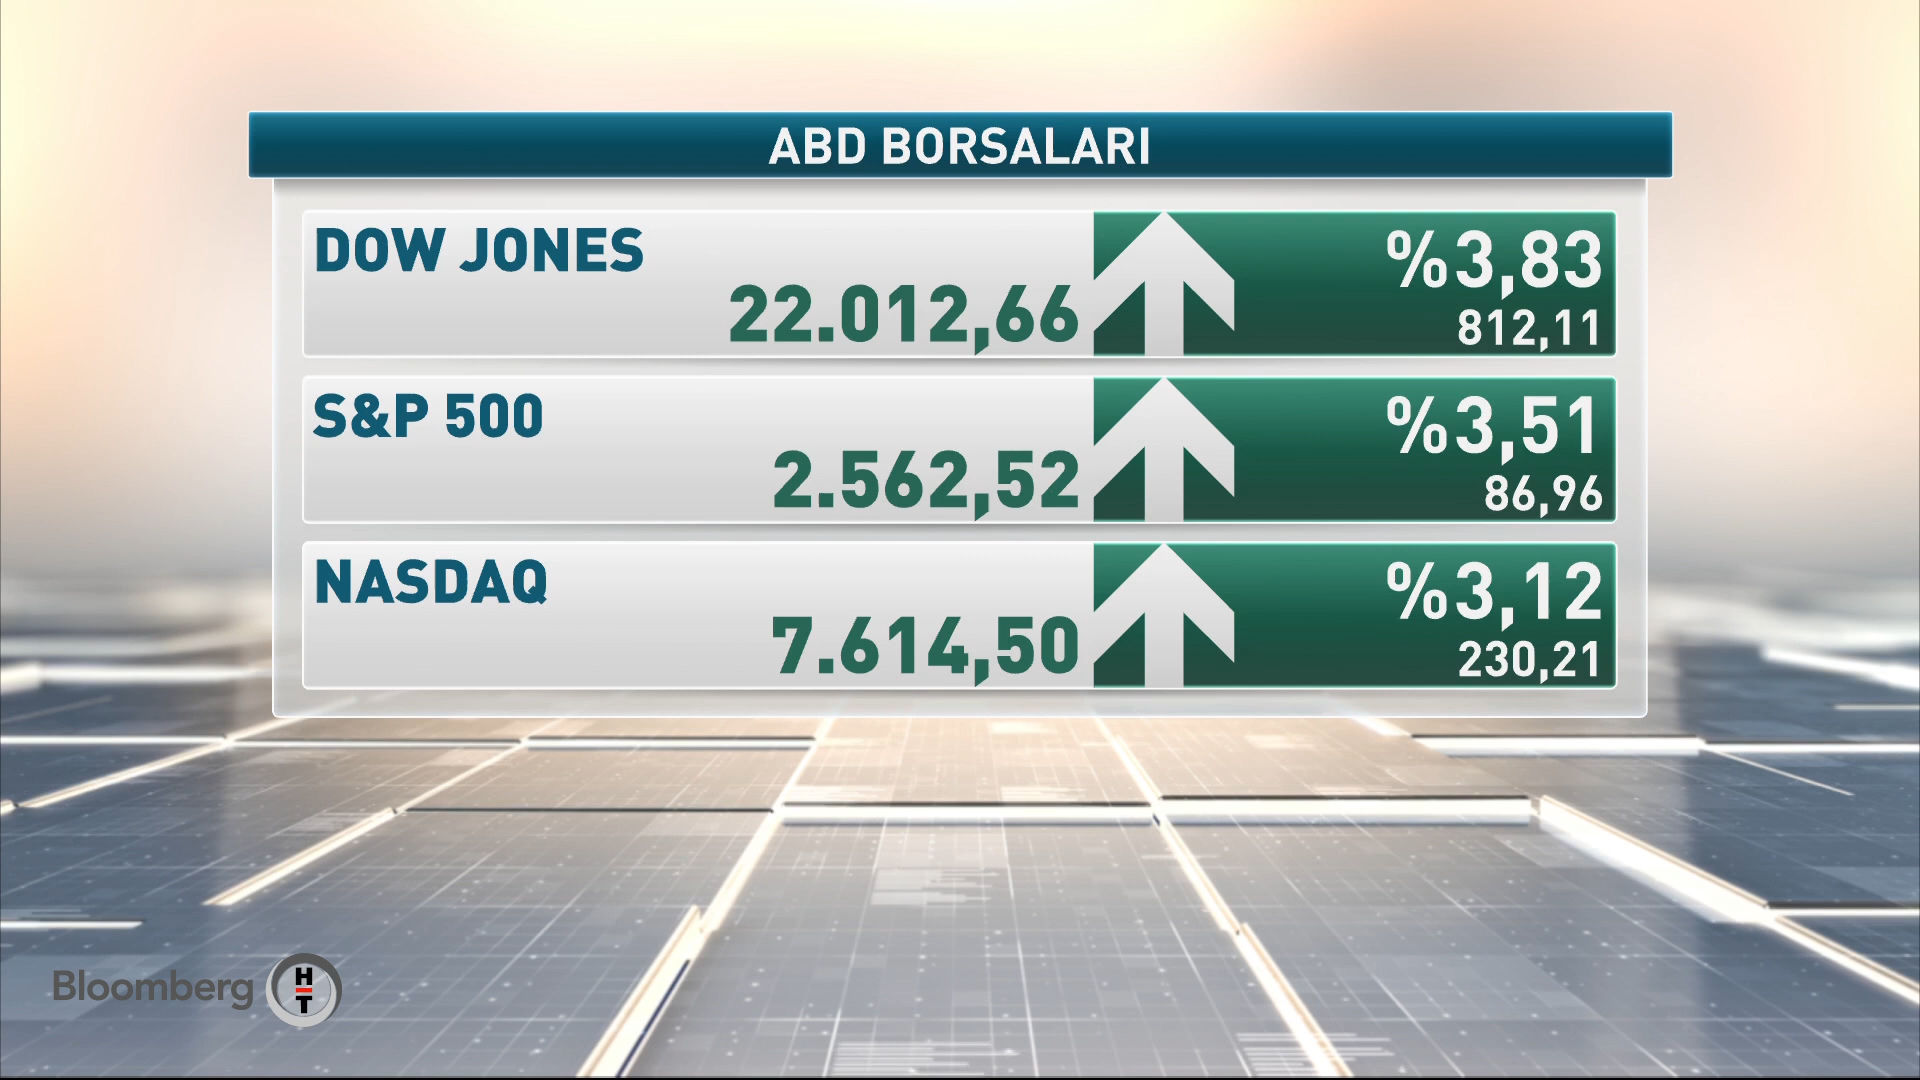 ABD BORSALARI
DOW JONES
22.012,66
%3,83
812,11
S&P 500
2.562,52
%3,51
86,96
NASDAQ
7.614,50
%3,12
230,21
Bloomberg HT